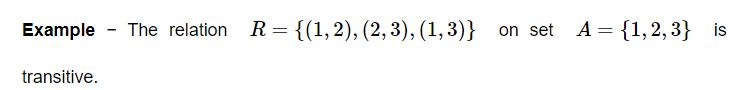 Example – The relation R = {(1, 2), (2, 3), (1, 3)} on set A = {1, 2, 3} is
transitive.